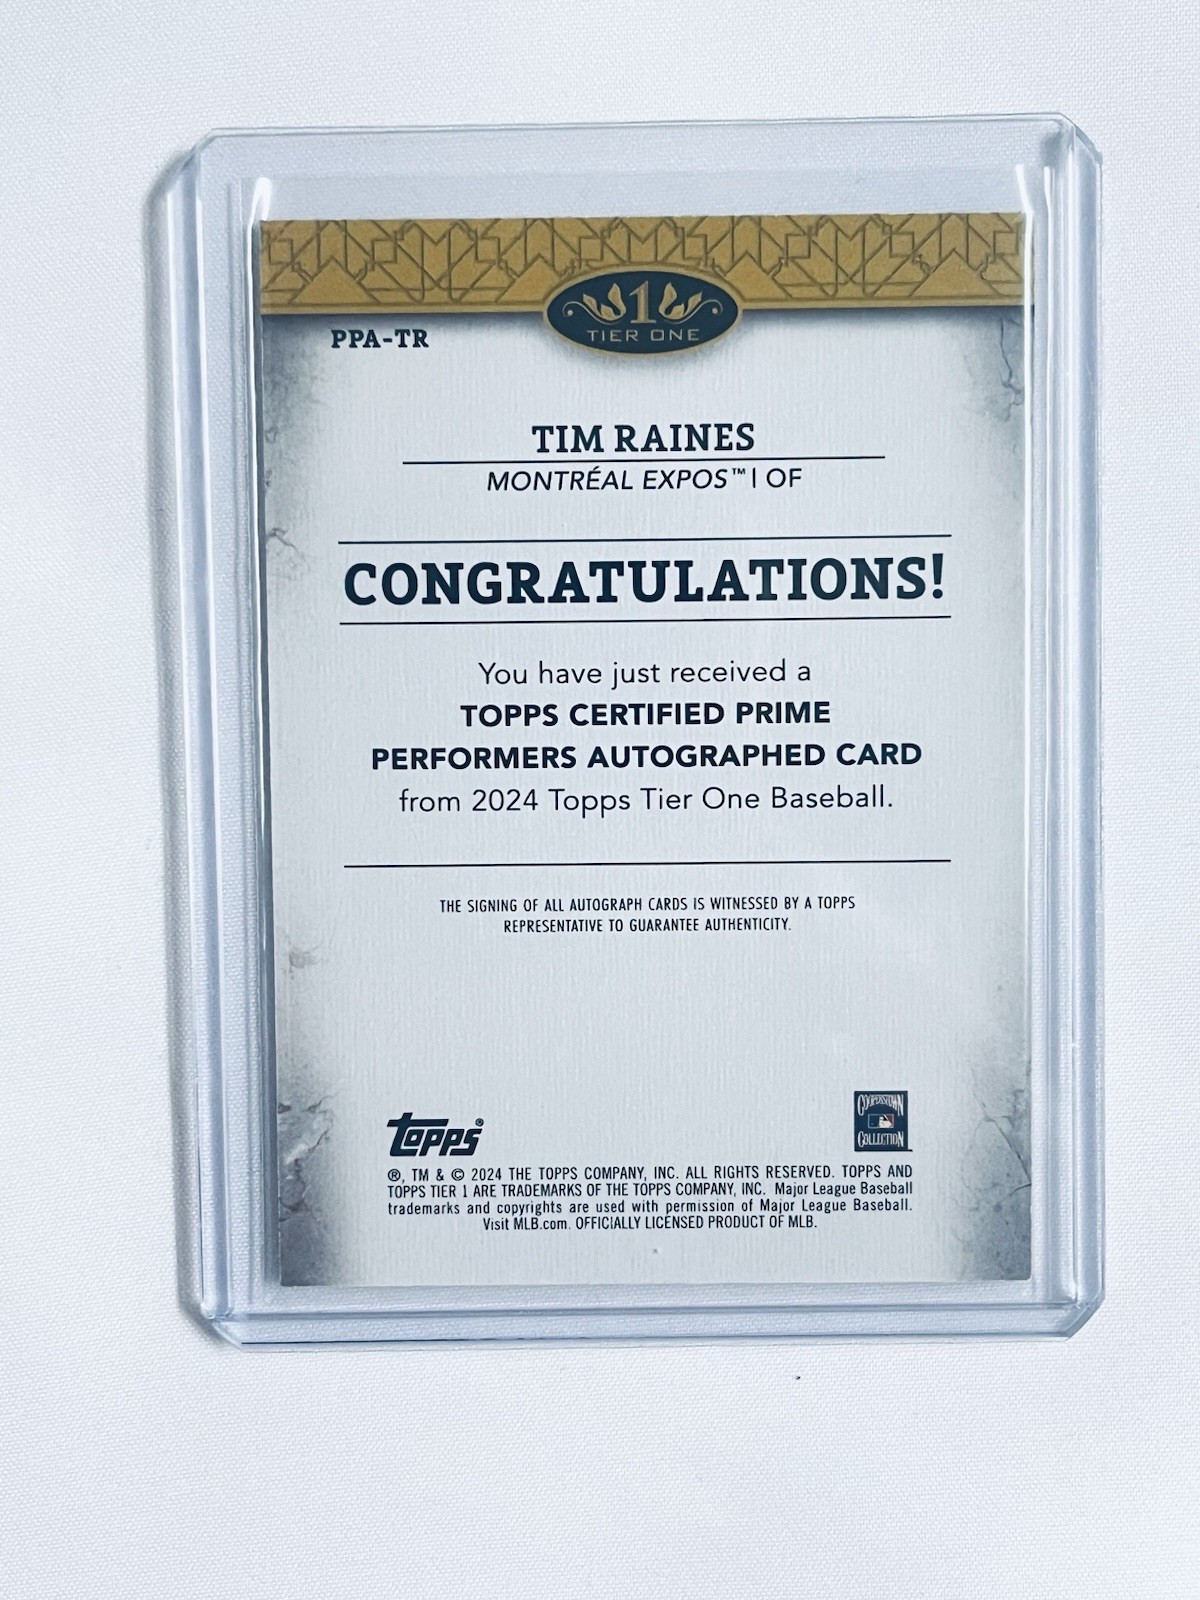 1
TIER ONE
PPA-TR
TIM RAINES
MONTRÉAL EXPOS™ | OF
CONGRATULATIONS!
You have just received a
TOPPS CERTIFIED PRIME
PERFORMERS AUTOGRAPHED CARD
from 2024 Topps Tier One Baseball.
THE SIGNING OF ALL AUTOGRAPH CARDS IS WITNESSED BY A TOPPS
REPRESENTATIVE TO GUARANTEE AUTHENTICITY.
topps®
COOPERSTOWN
COLLECTION
®, TM & © 2024 THE TOPPS COMPANY, INC. ALL RIGHTS RESERVED. TOPPS AND
TOPPS TIER 1 ARE TRADEMARKS OF THE TOPPS COMPANY, INC. Major League Baseball
trademarks and copyrights are used with permission of Major League Baseball.
Visit MLB.com. OFFICIALLY LICENSED PRODUCT OF MLB.